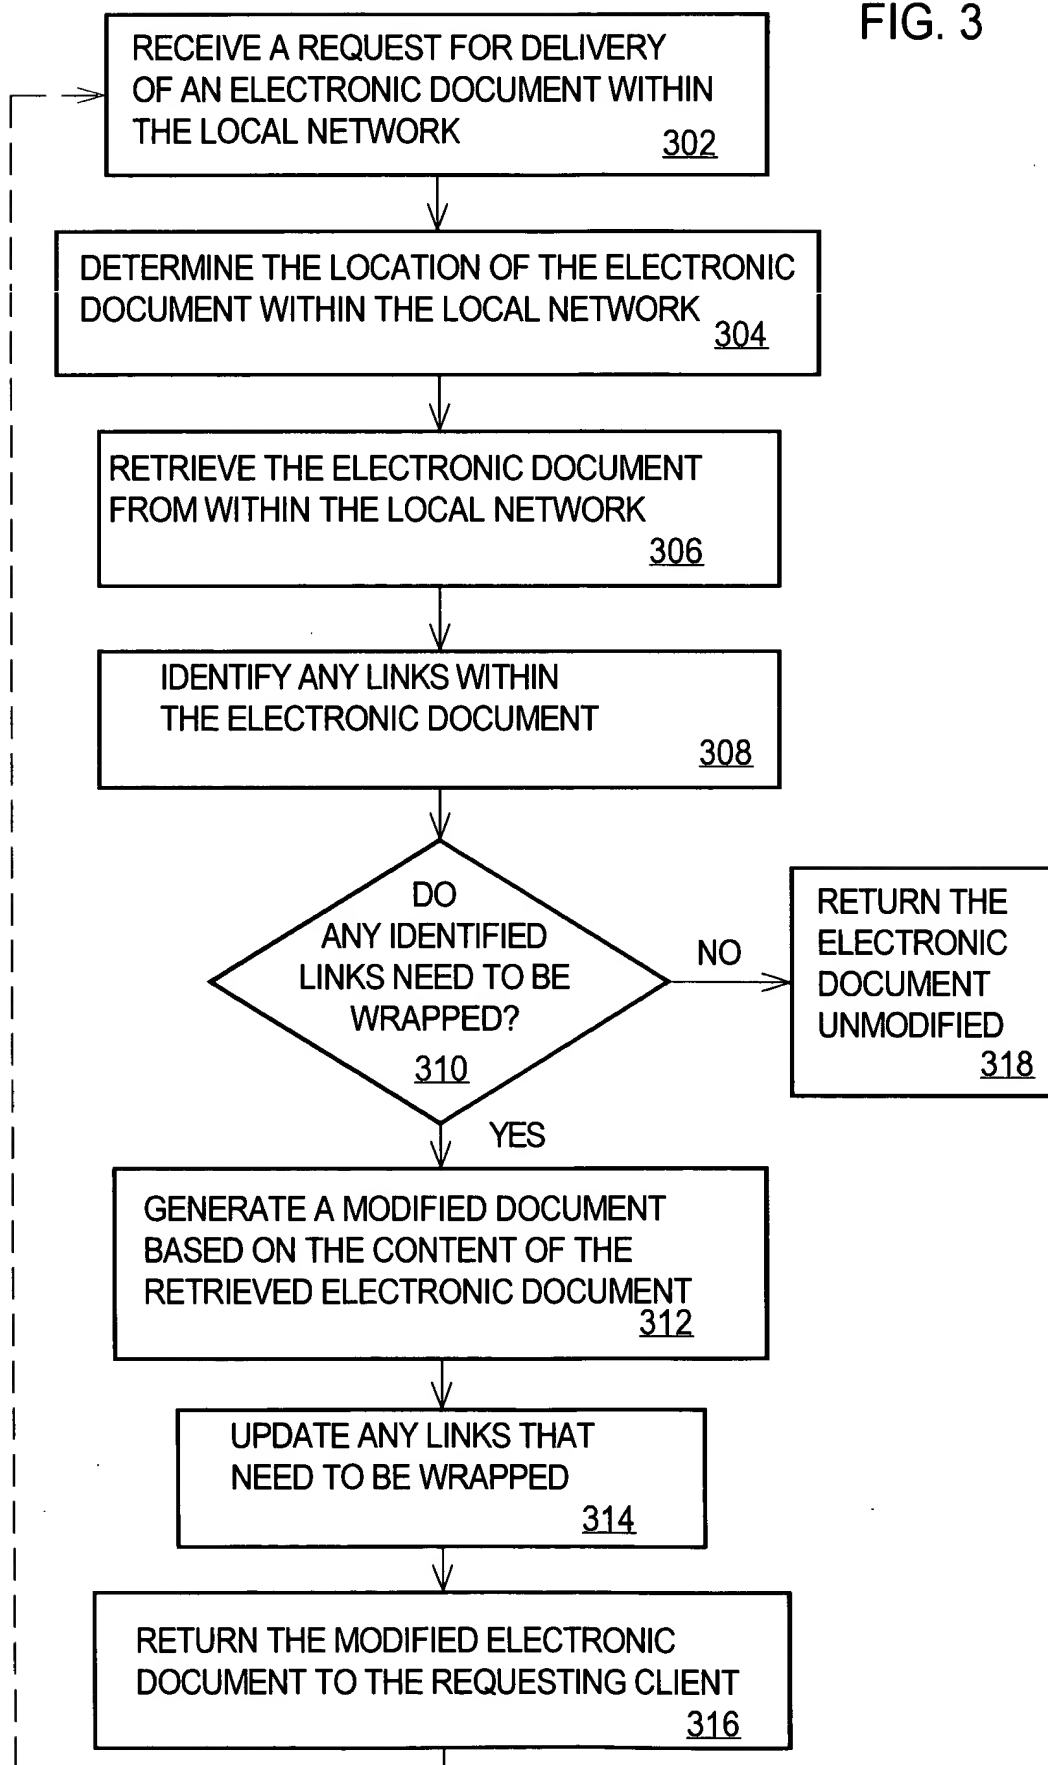 FIG. 3
RECEIVE A REQUEST FOR DELIVERY
OF AN ELECTRONIC DOCUMENT WITHIN
THE LOCAL NETWORK
302
DETERMINE THE LOCATION OF THE ELECTRONIC
DOCUMENT WITHIN THE LOCAL NETWORK
304
RETRIEVE THE ELECTRONIC DOCUMENT
FROM WITHIN THE LOCAL NETWORK
306
IDENTIFY ANY LINKS WITHIN
THE ELECTRONIC DOCUMENT
308
DO
ANY IDENTIFIED
LINKS NEED TO BE
WRAPPED?
310
NO
RETURN THE
ELECTRONIC
DOCUMENT
UNMODIFIED
318
YES
GENERATE A MODIFIED DOCUMENT
BASED ON THE CONTENT OF THE
RETRIEVED ELECTRONIC DOCUMENT
312
UPDATE ANY LINKS THAT
NEED TO BE WRAPPED
314
RETURN THE MODIFIED ELECTRONIC
DOCUMENT TO THE REQUESTING CLIENT
316